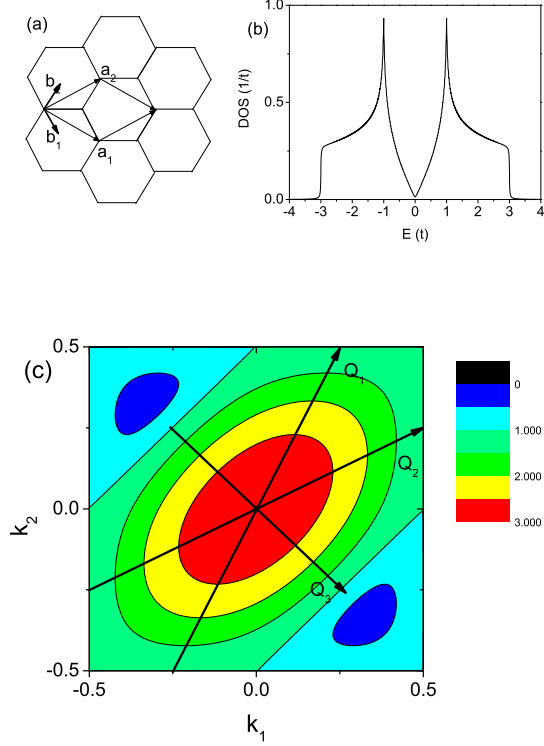 (a)
a2
b2
b1
a1
(b)
DOS (1/t)
1.0
0.5
0.0
-4 -3 -2 -1 0 1 2 3 4
E (t)
(c)
0.5
0.0
-0.5
k2
Q1
Q2
Q3
-0.5 0.0 0.5
k1
0
1.000
2.000
3.000